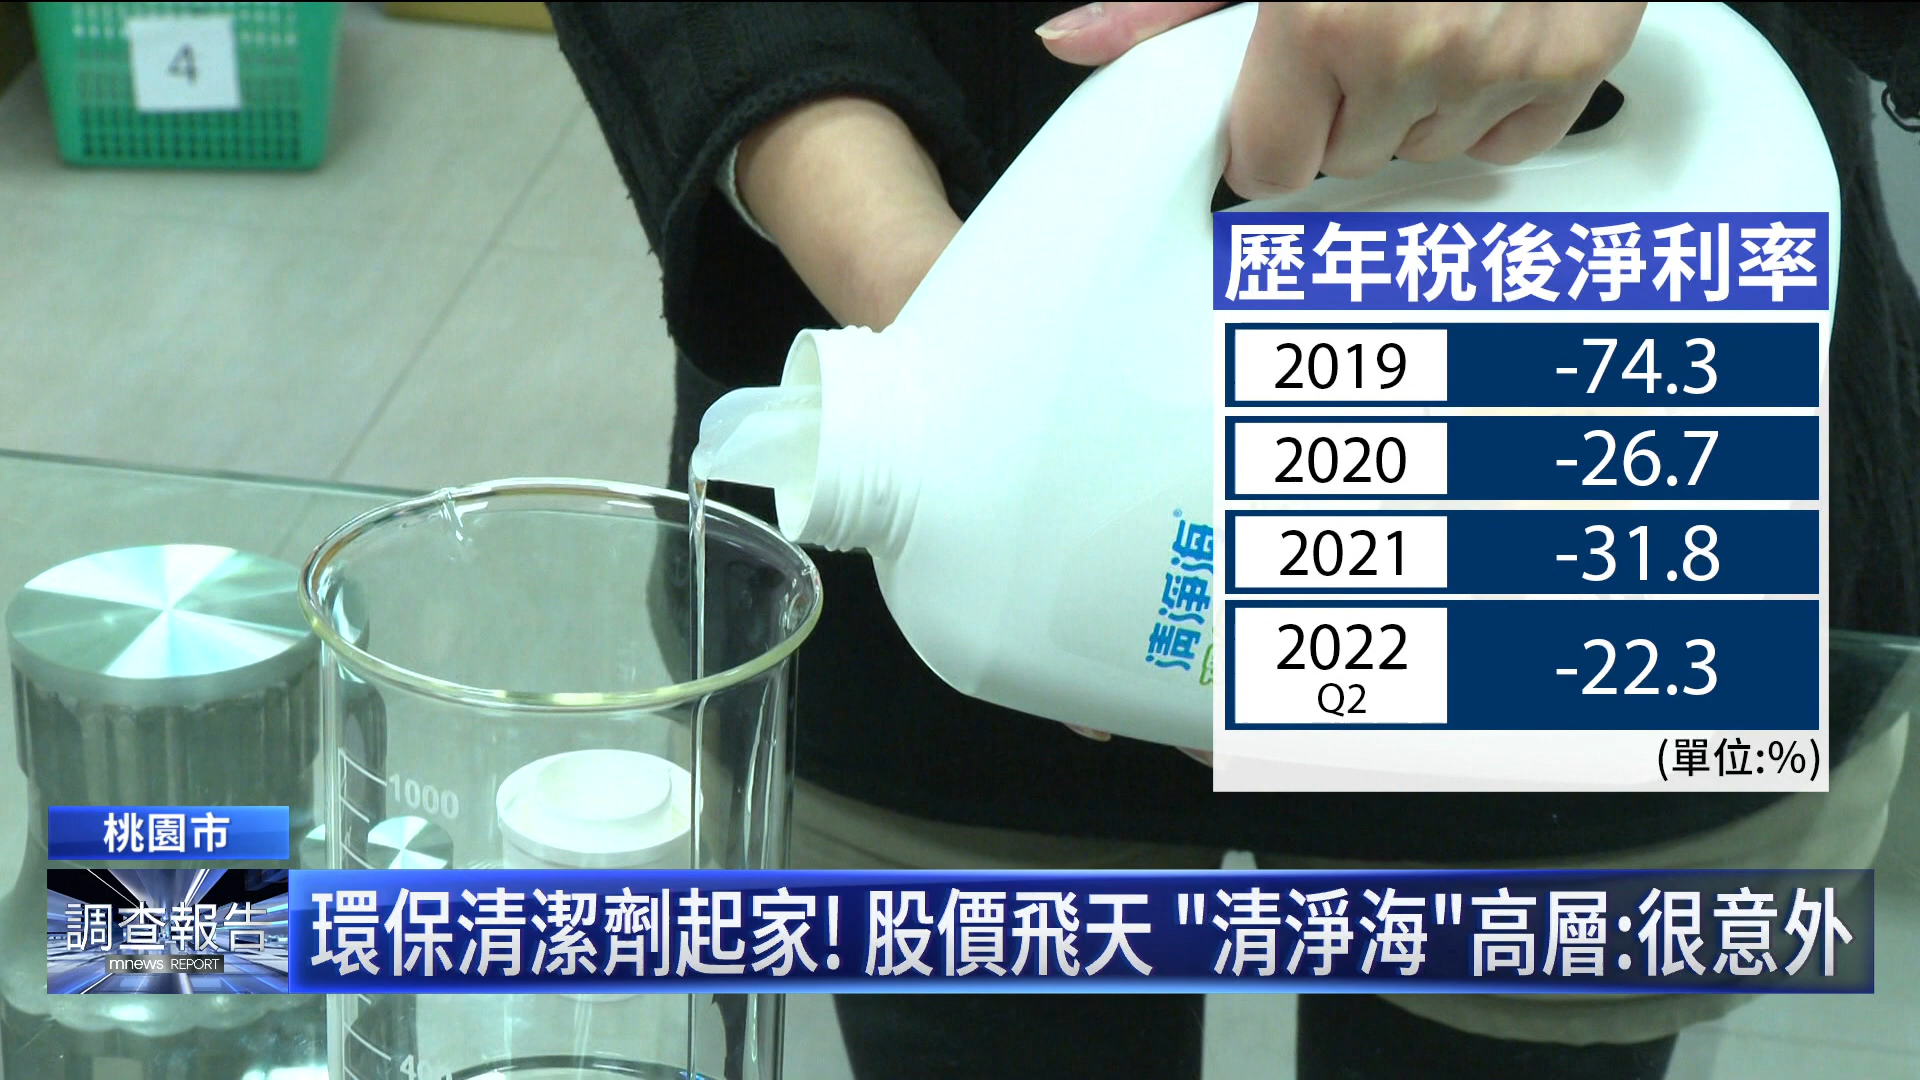 4
歷年稅後淨利率
2019 -74.3
2020 -26.7
2021 -31.8
2022 -22.3
Q2
(單位:%)
清淨海
®
1000
400
桃園市
調查報告
mnews REPORT
環保清潔劑起家! 股價飛天 "清淨海"高層:很意外